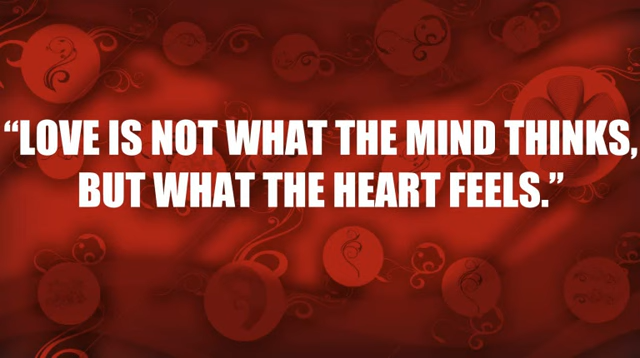 “LOVE IS NOT WHAT THE MIND THINKS,
BUT WHAT THE HEART FEELS.”